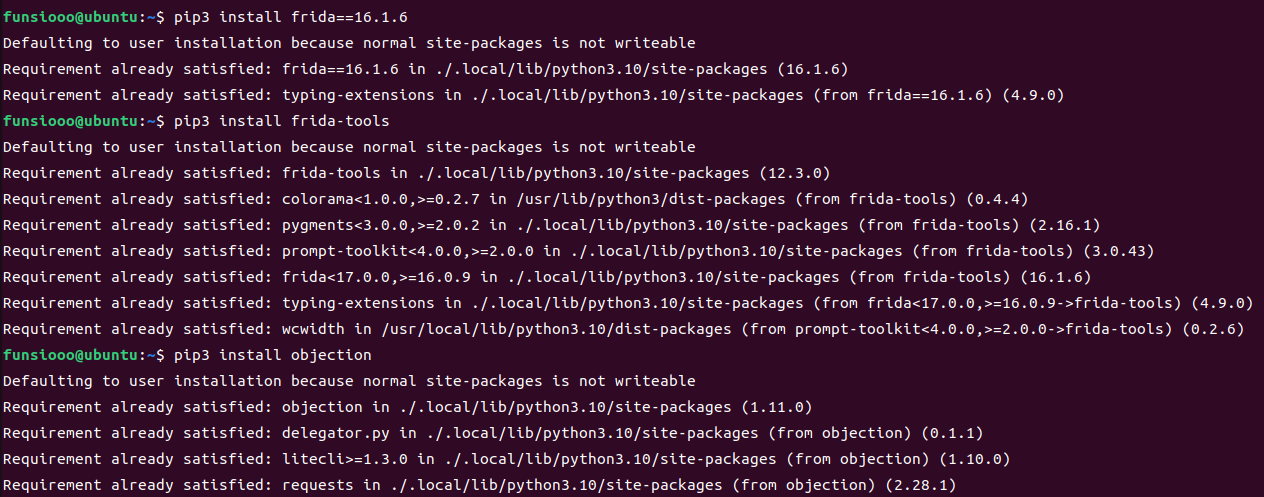 funsiooo@ubuntu:~$ pip3 install frida==16.1.6
Defaulting to user installation because normal site-packages is not writeable
Requirement already satisfied: frida==16.1.6 in ./.local/lib/python3.10/site-packages (16.1.6)
Requirement already satisfied: typing-extensions in ./.local/lib/python3.10/site-packages (from frida==16.1.6) (4.9.0)
funsiooo@ubuntu:~$ pip3 install frida-tools
Defaulting to user installation because normal site-packages is not writeable
Requirement already satisfied: frida-tools in ./.local/lib/python3.10/site-packages (12.3.0)
Requirement already satisfied: colorama<1.0.0,>=0.2.7 in /usr/lib/python3/dist-packages (from frida-tools) (0.4.4)
Requirement already satisfied: pygments<3.0.0,>=2.0.2 in ./.local/lib/python3.10/site-packages (from frida-tools) (2.16.1)
Requirement already satisfied: prompt-toolkit<4.0.0,>=2.0.0 in ./.local/lib/python3.10/site-packages (from frida-tools) (3.0.43)
Requirement already satisfied: frida<17.0.0,>=16.0.9 in ./.local/lib/python3.10/site-packages (from frida-tools) (16.1.6)
Requirement already satisfied: typing-extensions in ./.local/lib/python3.10/site-packages (from frida<17.0.0,>=16.0.9->frida-tools) (4.9.0)
Requirement already satisfied: wcwidth in /usr/local/lib/python3.10/dist-packages (from prompt-toolkit<4.0.0,>=2.0.0->frida-tools) (0.2.6)
funsiooo@ubuntu:~$ pip3 install objection
Defaulting to user installation because normal site-packages is not writeable
Requirement already satisfied: objection in ./.local/lib/python3.10/site-packages (1.11.0)
Requirement already satisfied: delegator.py in ./.local/lib/python3.10/site-packages (from objection) (0.1.1)
Requirement already satisfied: litecli>=1.3.0 in ./.local/lib/python3.10/site-packages (from objection) (1.10.0)
Requirement already satisfied: requests in ./.local/lib/python3.10/site-packages (from objection) (2.28.1)